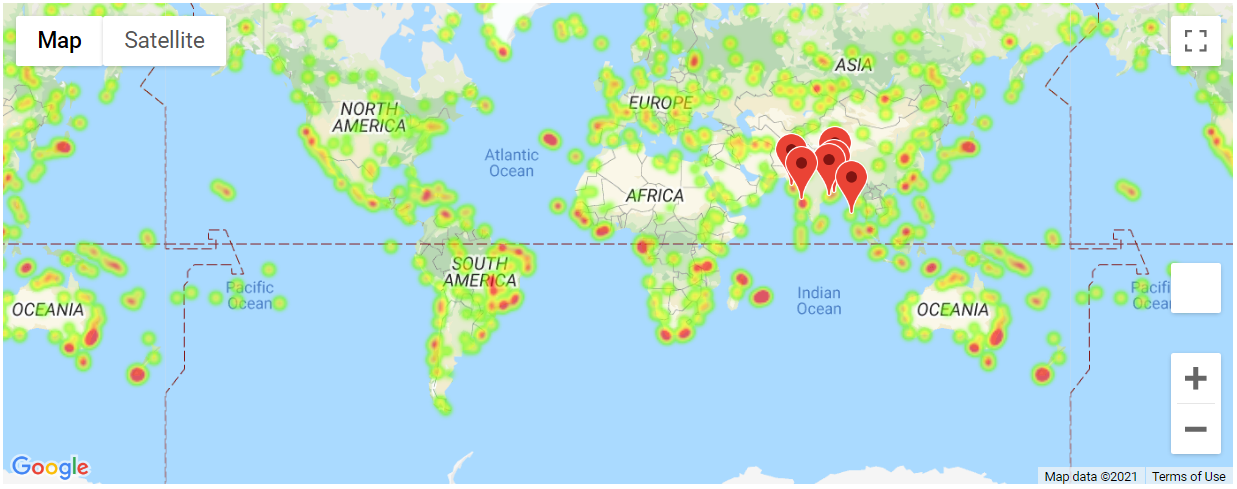 Map
Satellite
ASIA
EUROPE
NORTH
AMERICA
Atlantic
Ocean
AFRICA
SOUTH
AMERICA
OCEANIA
Pacific
Ocean
Indian
Ocean
OCEANIA
Pacifi
Ocea
Google
Map data ©2021
Terms of Use